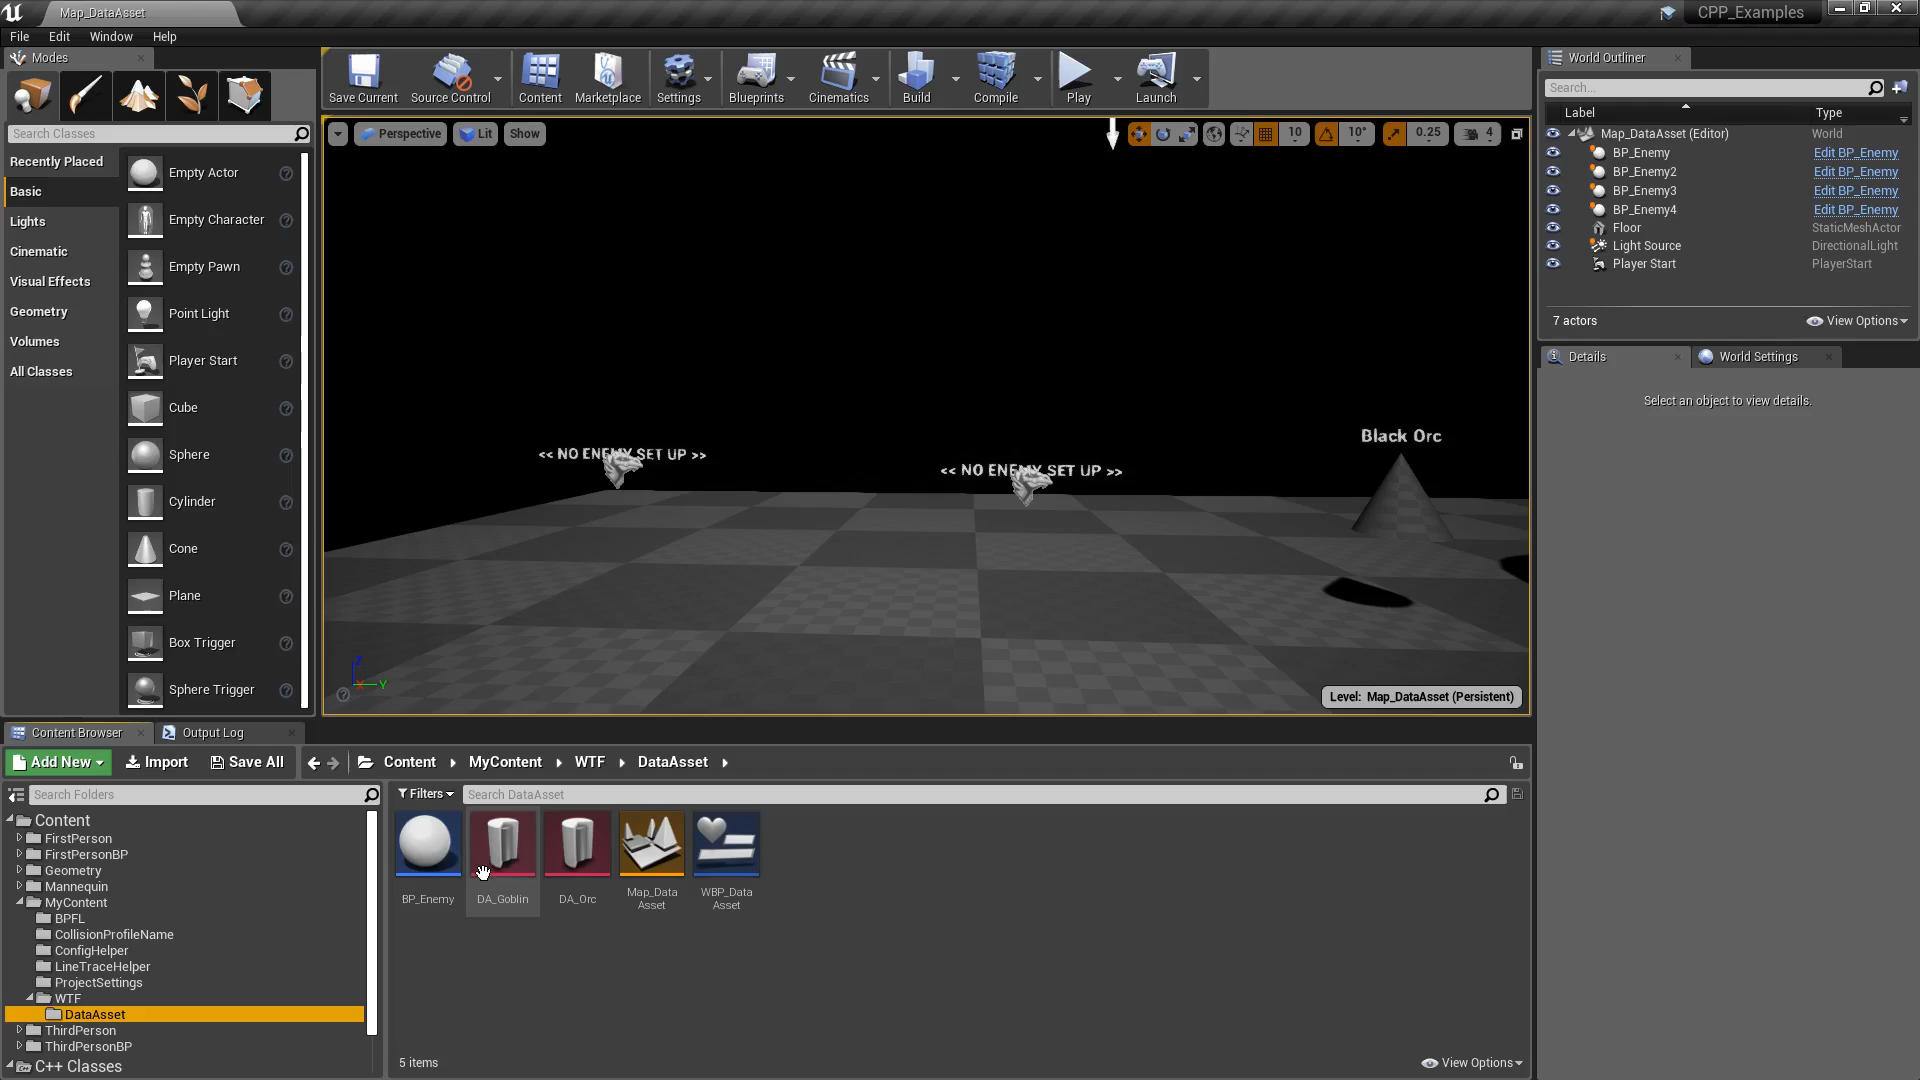 Map_DataAsset
CPP_Examples
File Edit Window Help
Modes
Search Classes
Recently Placed
Basic
Lights
Cinematic
Visual Effects
Geometry
Volumes
All Classes
Empty Actor
Empty Character
Empty Pawn
Point Light
Player Start
Cube
Sphere
Cylinder
Cone
Plane
Box Trigger
Sphere Trigger
Save Current Source Control Content Marketplace Settings Blueprints Cinematics Build Compile Play Launch
Perspective Lit Show
10 10° 0.25 4
<< NO ENEMY SET UP >>
<< NO ENEMY SET UP >>
Black Orc
Z
X Y
Level: Map_DataAsset (Persistent)
World Outliner
Search...
Label Type
Map_DataAsset (Editor) World
BP_Enemy Edit BP_Enemy
BP_Enemy2 Edit BP_Enemy
BP_Enemy3 Edit BP_Enemy
BP_Enemy4 Edit BP_Enemy
Floor StaticMeshActor
Light Source DirectionalLight
Player Start PlayerStart
7 actors View Options
Details World Settings
Select an object to view details.
Content Browser Output Log
Add New Import Save All Content MyContent WTF DataAsset
Search Folders
Content
FirstPerson
FirstPersonBP
Geometry
Mannequin
MyContent
BPFL
CollisionProfileName
ConfigHelper
LineTraceHelper
ProjectSettings
WTF
DataAsset
ThirdPerson
ThirdPersonBP
C++ Classes
Filters Search DataAsset
BP_Enemy
DA_Goblin
DA_Orc
Map_Data
Asset
WBP_Data
Asset
5 items View Options